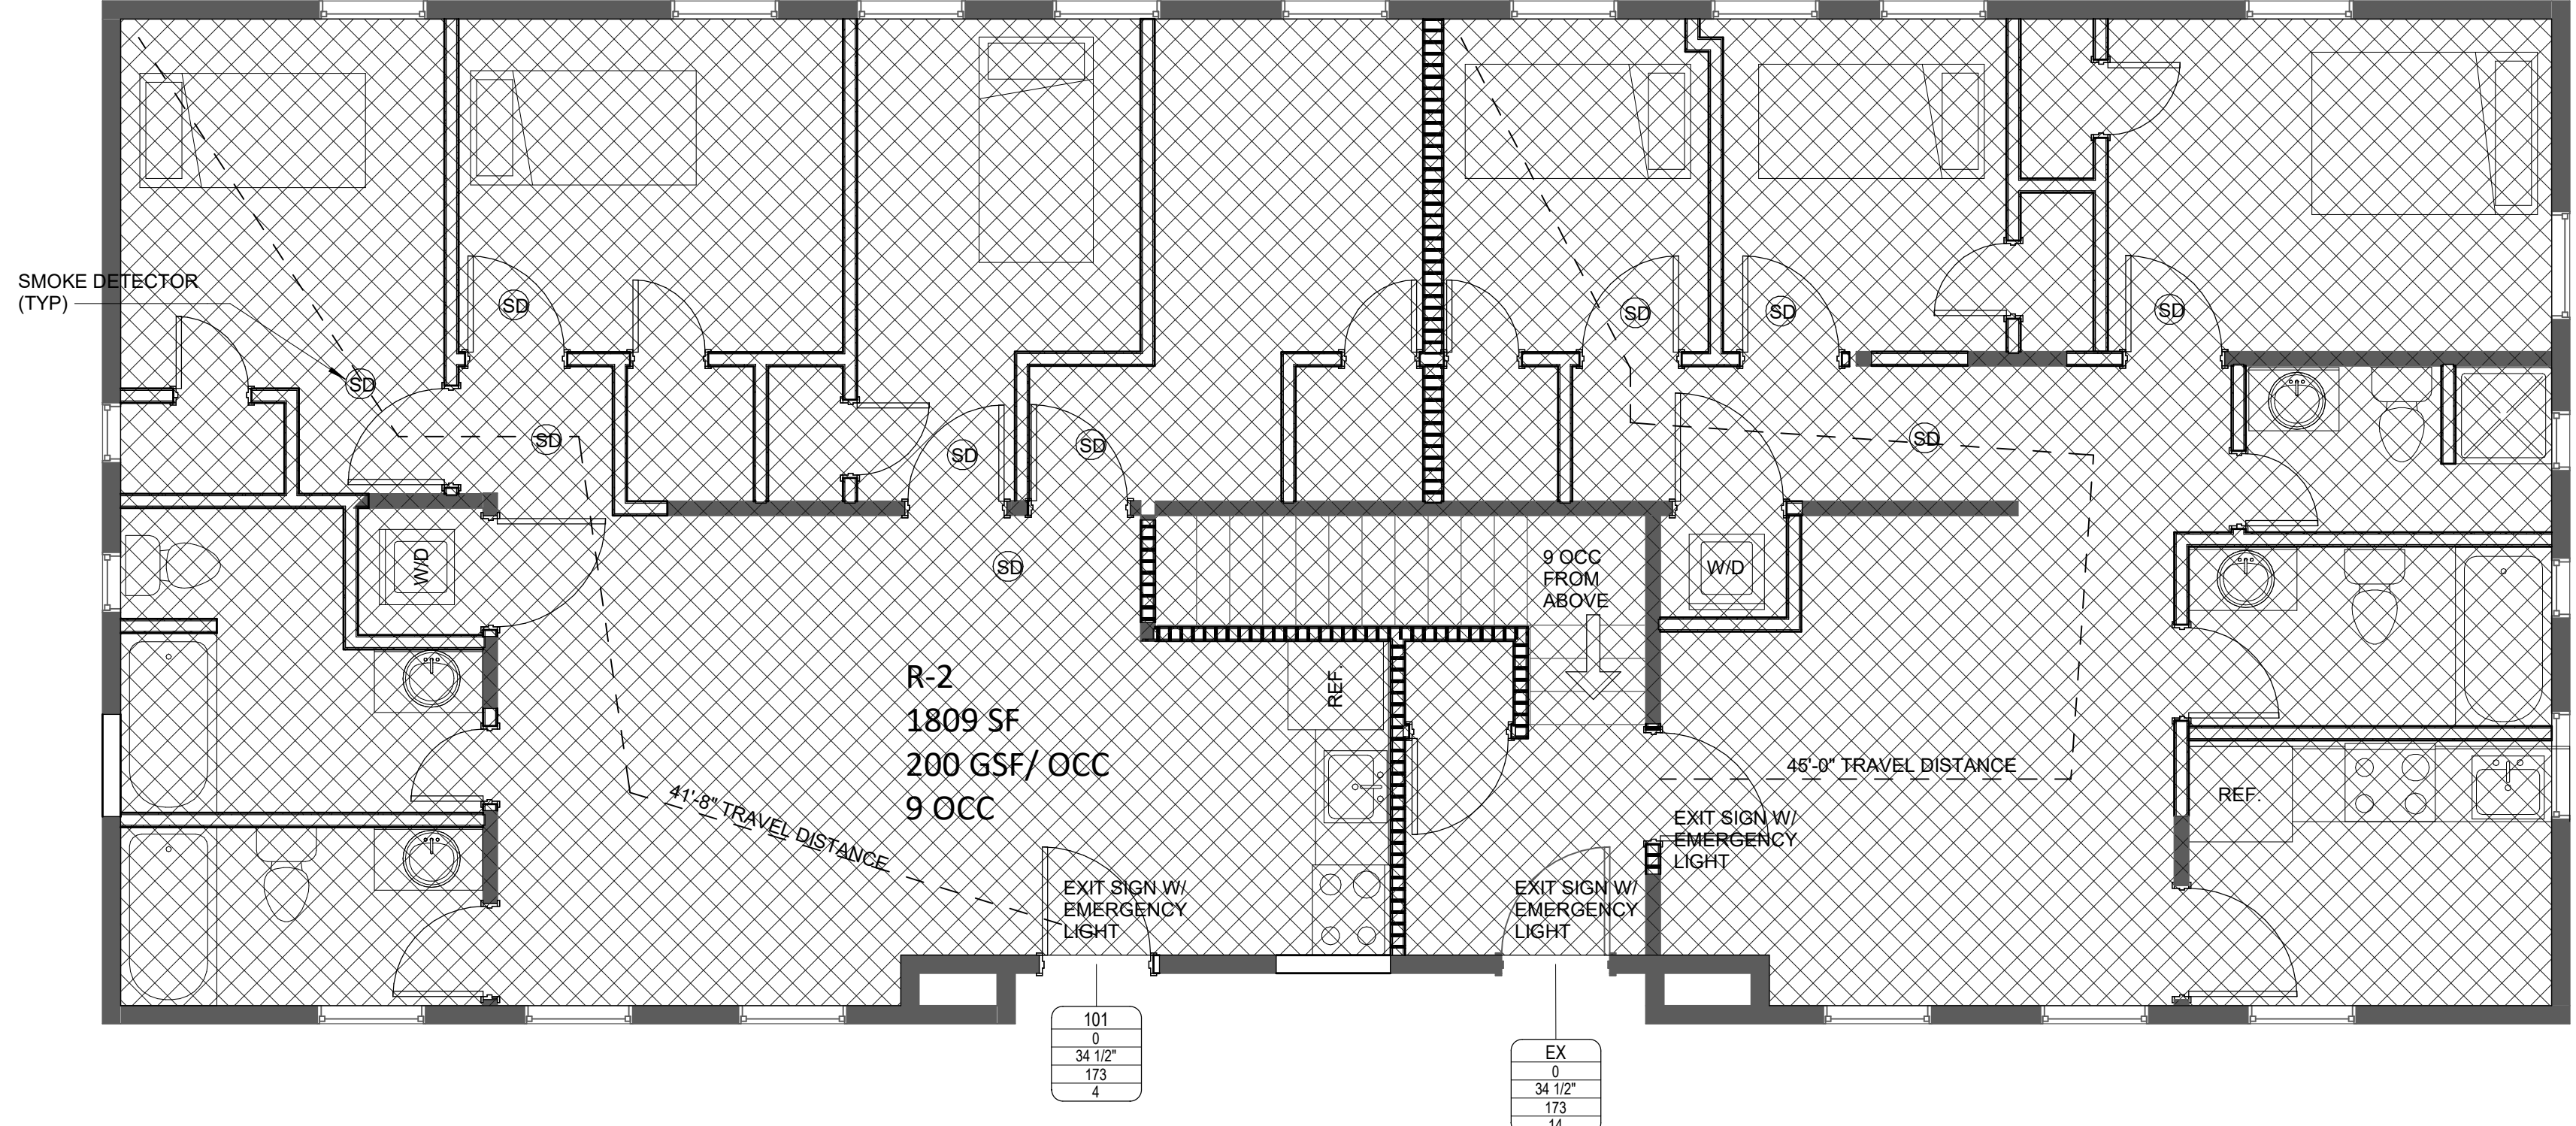 SMOKE DETECTOR
(TYP)
SD
SD
SD
SD
SD
SD
SD
SD
SD
SD
SD
W/D
W/D
9 OCC
FROM
ABOVE
R-2
1809 SF
200 GSF/ OCC
9 OCC
REF.
REF.
41'-8" TRAVEL DISTANCE
45'-0" TRAVEL DISTANCE
EXIT SIGN W/
EMERGENCY
LIGHT
EXIT SIGN W/
EMERGENCY
LIGHT
EXIT SIGN W/
EMERGENCY
LIGHT
101
0
34 1/2"
173
4
EX
0
34 1/2"
173
14